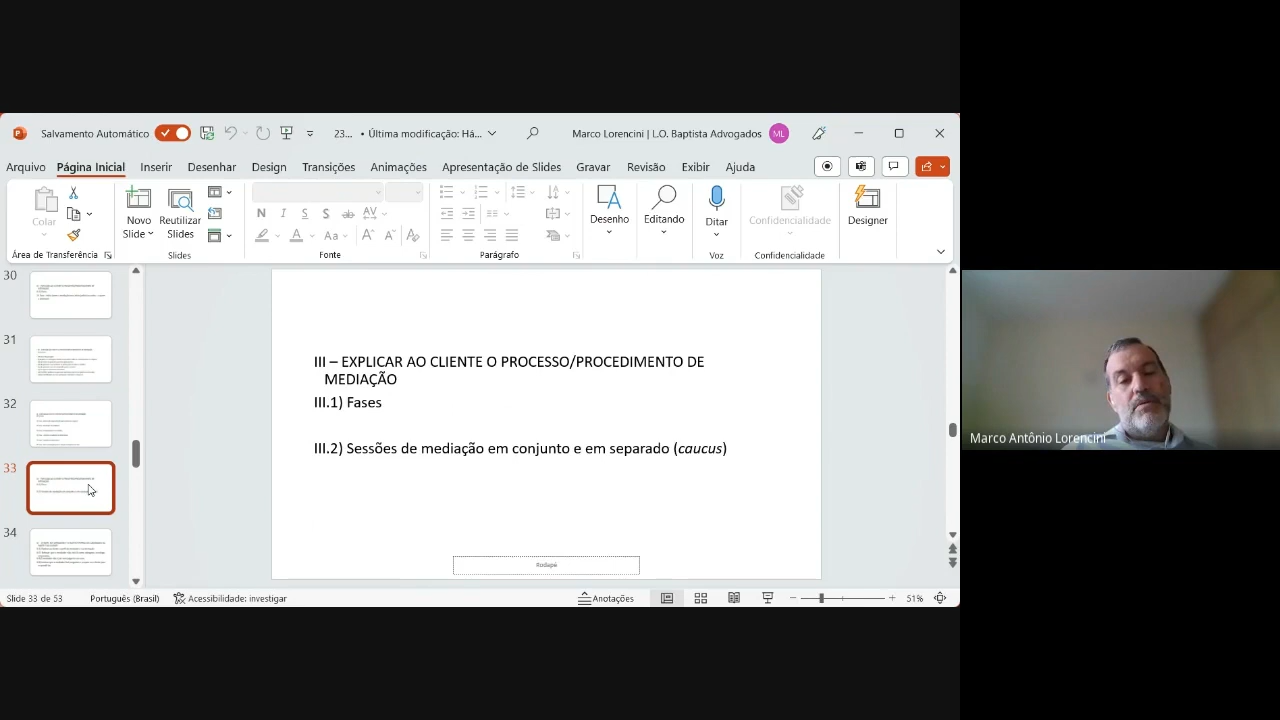 Salvamento Automático
23... • Última modificação: Há...
Marco Lorencini | L.O. Baptista Advogados
ML
Arquivo Página Inicial Inserir Desenhar Design Transições Animações Apresentação de Slides Gravar Revisão Exibir Ajuda
Colar
Novo Slide
Reutilizar Slides
N I S S ab AV
A Aa A A A
Desenho
Editando
Ditar
Confidencialidade
Designer
Área de Transferência
Slides
Fonte
Parágrafo
Voz
Confidencialidade
30
31
32
33
34
III – EXPLICAR AO CLIENTE O PROCESSO/PROCEDIMENTO DE
MEDIAÇÃO
III.1) Fases
III.2) Sessões de mediação em conjunto e em separado (caucus)
Rodapé
Marco Antônio Lorencini
Slide 33 de 53
Português (Brasil)
Acessibilidade: investigar
Anotações
51%